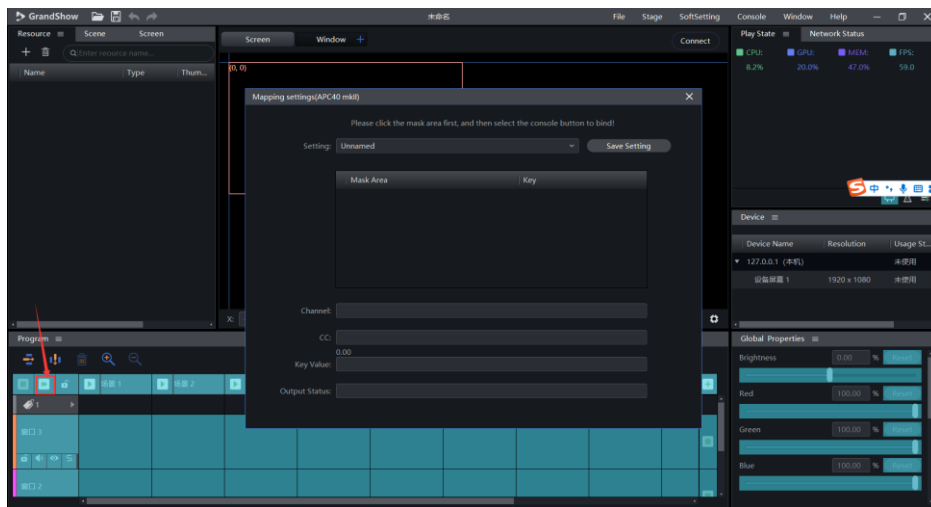 GrandShow
未命名
File Stage SoftSetting Console Window Help
Resource Scene Screen
Enter resource name...
Name Type Thum...
Screen Window + Connect
(0, 0)
Mapping settings(APC40 mkII)
Please click the mask area first, and then select the console button to bind!
Setting: Unnamed Save Setting
Mask Area Key
Channel:
CC:
0.00
Key Value:
Output Status:
X:
Play State Network Status
CPU: GPU: MEM: FPS:
6.2% 20.0% 47.0% 59.0
中
Device
Device Name Resolution Usage St...
127.0.0.1 (本机) 未使用
设备屏幕 1 1920 x 1080 未使用
Program
场景 1 场景 2
1
窗口 3
S
窗口 2
Global Properties
Brightness 0.00 % Reset
Red 100.00 % Reset
Green 100.00 % Reset
Blue 100.00 % Reset